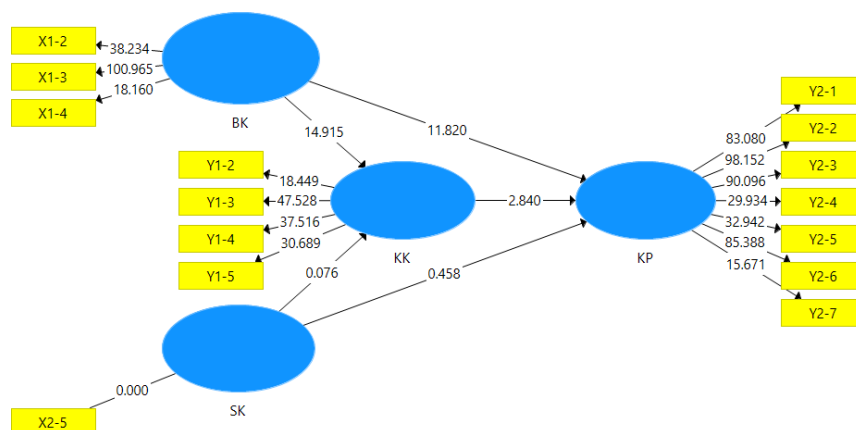 X1-2
38.234
X1-3
100.965
X1-4
18.160
BK
14.915
11.820
Y1-2
18.449
Y1-3
47.528
Y1-4
37.516
Y1-5
30.689
KK
2.840
0.076
0.458
SK
0.000
X2-5
KP
Y2-1
83.080
Y2-2
98.152
Y2-3
90.096
Y2-4
29.934
Y2-5
32.942
Y2-6
85.388
Y2-7
15.671